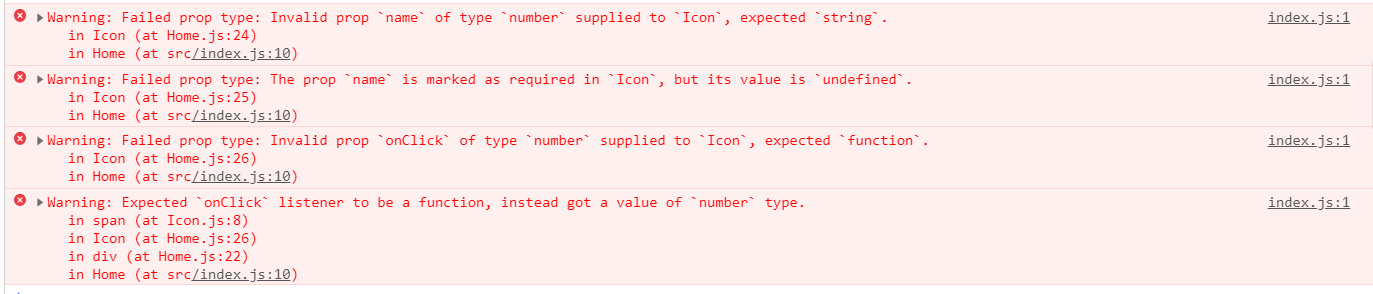 Warning: Failed prop type: Invalid prop `name` of type `number` supplied to `Icon`, expected `string`. index.js:1
in Icon (at Home.js:24)
in Home (at src/index.js:10)
Warning: Failed prop type: The prop `name` is marked as required in `Icon`, but its value is `undefined`. index.js:1
in Icon (at Home.js:25)
in Home (at src/index.js:10)
Warning: Failed prop type: Invalid prop `onClick` of type `number` supplied to `Icon`, expected `function`. index.js:1
in Icon (at Home.js:26)
in Home (at src/index.js:10)
Warning: Expected `onClick` listener to be a function, instead got a value of `number` type. index.js:1
in span (at Icon.js:8)
in Icon (at Home.js:26)
in div (at Home.js:22)
in Home (at src/index.js:10)